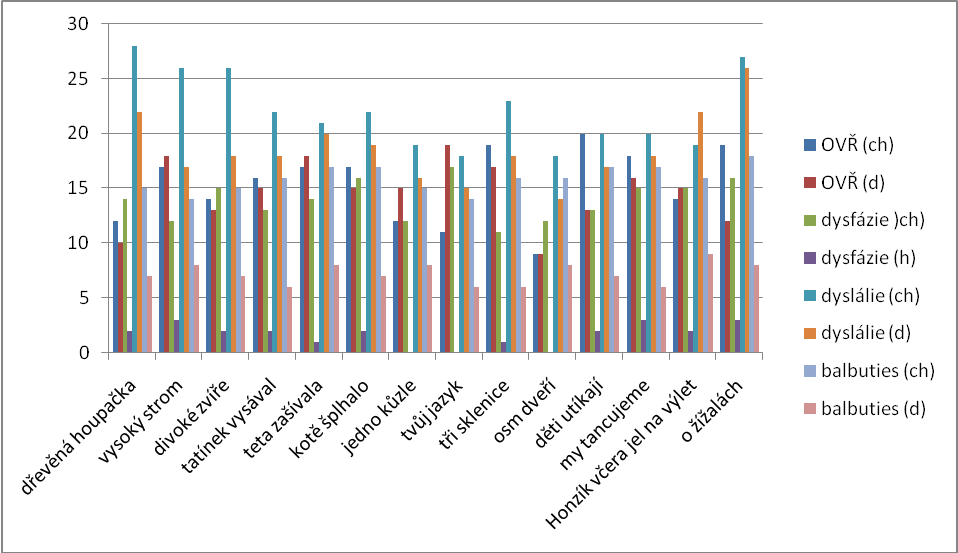 30
25
20
15
10
5
0
dřevěná houpačka
vysoký strom
divoké zvíře
tatínek vysával
teta zašívala
kotě šplhalo
jedno kůzle
tvůj jazyk
tři sklenice
osm dveří
děti utíkají
my tancujeme
Honzík včera jel na výlet
o žížalách
OVŘ (ch)
OVŘ (d)
dysfázie )ch)
dysfázie (h)
dyslálie (ch)
dyslálie (d)
balbuties (ch)
balbuties (d)